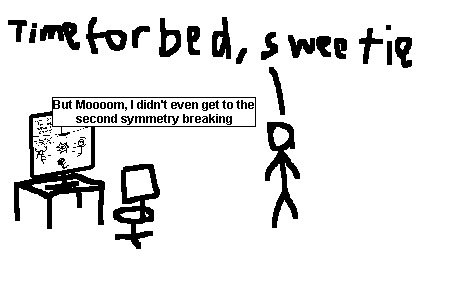 Time for bed, sweetie
But Moooom, I didn't even get to the
second symmetry breaking